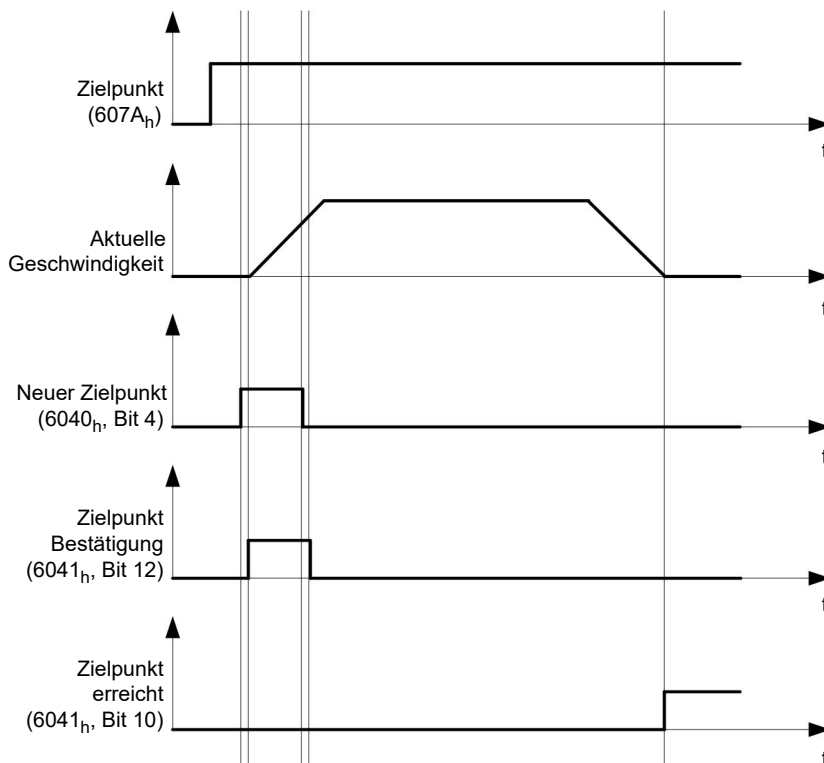 Zielpunkt
(607Aₕ)
t
Aktuelle
Geschwindigkeit
t
Neuer Zielpunkt
(6040ₕ, Bit 4)
t
Zielpunkt
Bestätigung
(6041ₕ, Bit 12)
t
Zielpunkt
erreicht
(6041ₕ, Bit 10)
t